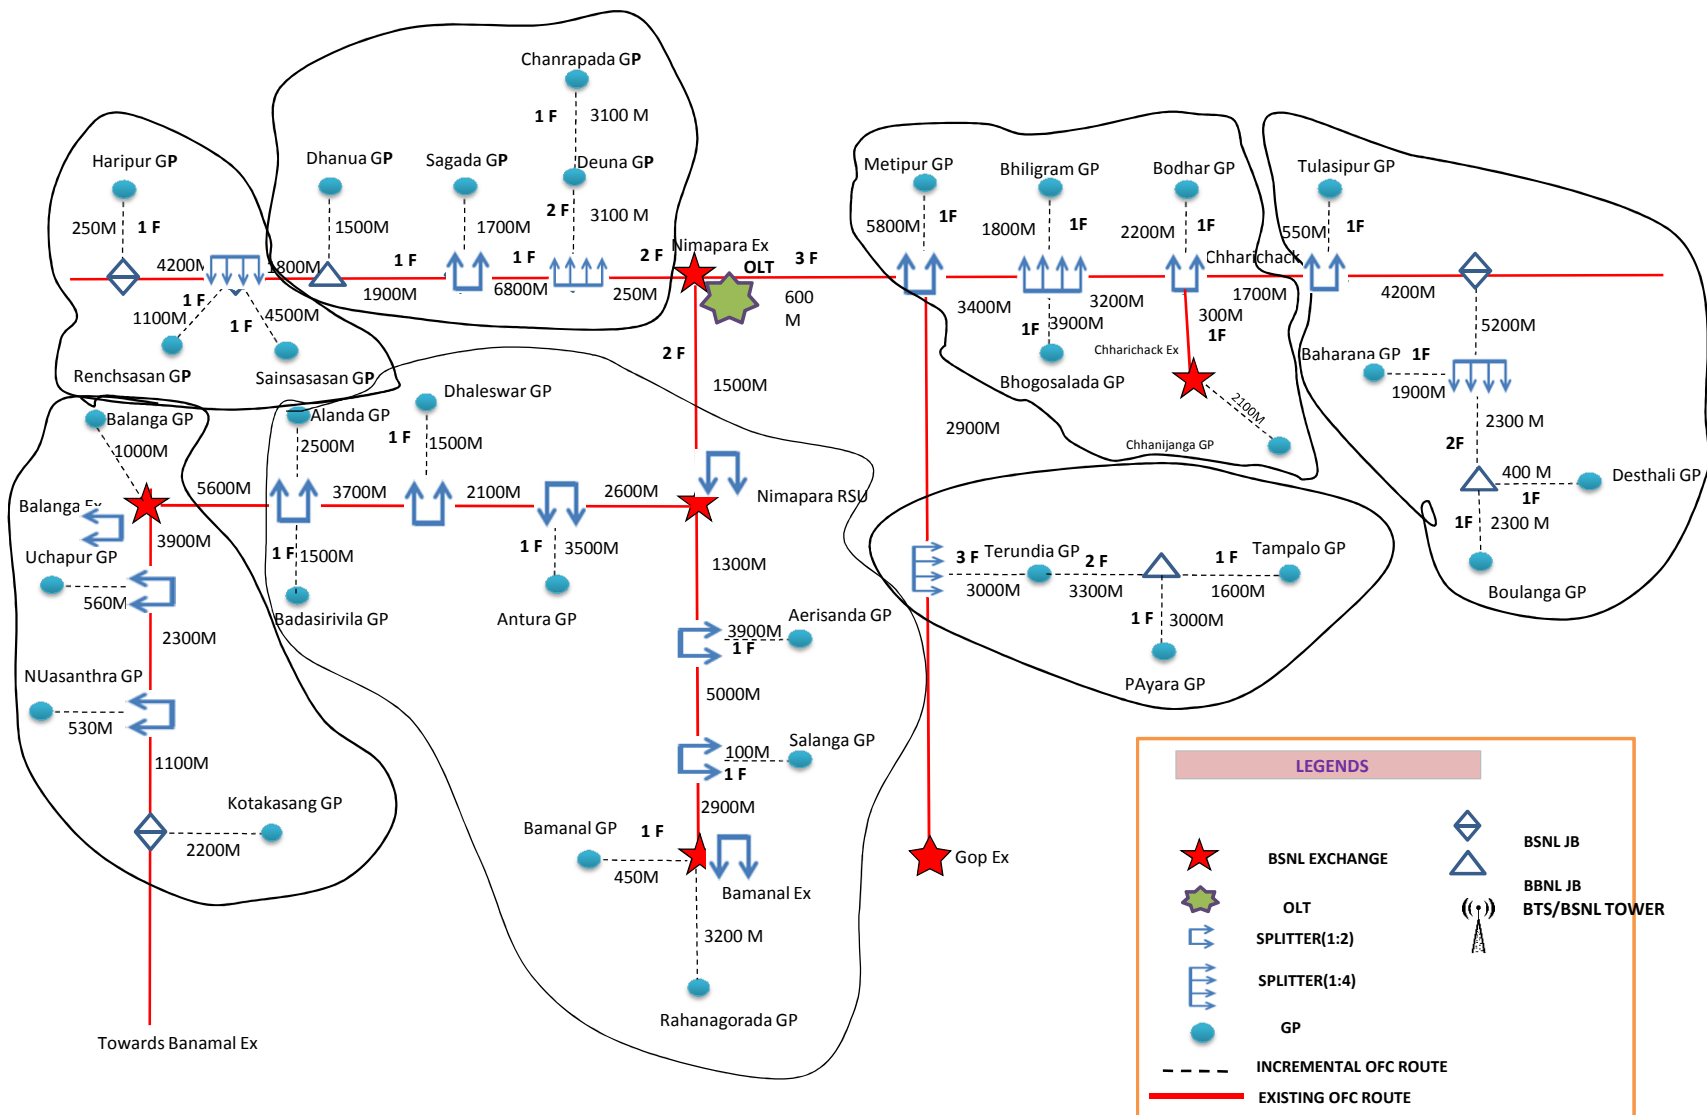 Chanrapada GP
1 F
3100 M
Haripur GP
Dhanua GP
Sagada GP
Deuna GP
Metipur GP
Bhiligram GP
Bodhar GP
Tulasipur GP
250M
1 F
1500M
1700M
2 F
3100 M
5800M
1F
1800M
1F
2200M
1F
550M
1F
4200M
1800M
1 F
1 F
2 F
Nimapara Ex
OLT
3 F
Chharichack
1900M
6800M
250M
600
M
3400M
3200M
300M
1700M
4200M
1 F
1100M
1 F
4500M
1F
3900M
1F
5200M
Renchsasan GP
Sainsasasan GP
2 F
1500M
Bhogosalada GP
Chharichack Ex
2100M
Chhanijanga GP
Baharana GP
1F
1900M
2300 M
2F
Balanga GP
1000M
Alanda GP
2500M
Dhaleswar GP
1 F
1500M
2900M
400 M
1F
Desthali GP
1F
2300 M
Boulanga GP
Balanga Ex
5600M
3700M
2100M
2600M
Nimapara RSU
3900M
Uchapur GP
560M
1 F
1500M
Badasirivila GP
1 F
3500M
Antura GP
1300M
3 F
Terundia GP
2 F
1 F
Tampalo GP
3000M
3300M
1600M
1 F
3000M
PAyara GP
2300M
3900M
1F
Aerisanda GP
NUasanthra GP
530M
5000M
100M
1 F
Salanga GP
1100M
2900M
Kotakasang GP
2200M
Bamanal GP
1 F
450M
Bamanal Ex
Gop Ex
3200 M
Rahanagorada GP
Towards Banamal Ex
LEGENDS
BSNL EXCHANGE
BSNL JB
OLT
BBNL JB
BTS/BSNL TOWER
SPLITTER(1:2)
SPLITTER(1:4)
GP
INCREMENTAL OFC ROUTE
EXISTING OFC ROUTE